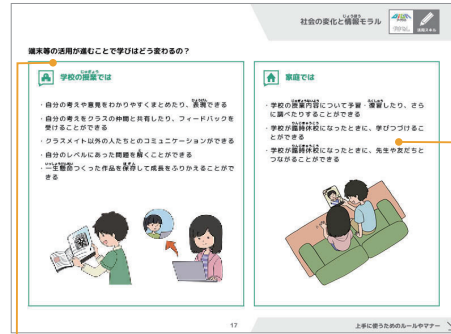 社会の変化と情報モラル
端末等の活用が進むことで学びはどう変わるの？
学校の授業では
・自分の考えや意見をわかりやすくまとめたり、表現できる
・自分の考えをクラスの仲間と共有したり、フィードバックを
受けることができる
・クラスメイト以外の人たちとのコミュニケーションができる
・自分のレベルにあった問題を解くことができる
・一生懸命つくった作品を保存して成長をふりかえることがで
きる
家庭では
・学校の授業内容について予習・復習したり、さら
に調べたりすることができる
・学校が臨時休校になったときに、学びつづけるこ
とができる
・学校が臨時休校になったときに、先生や友だちと
つながることができる
17
上手に使うためのルールやマナー